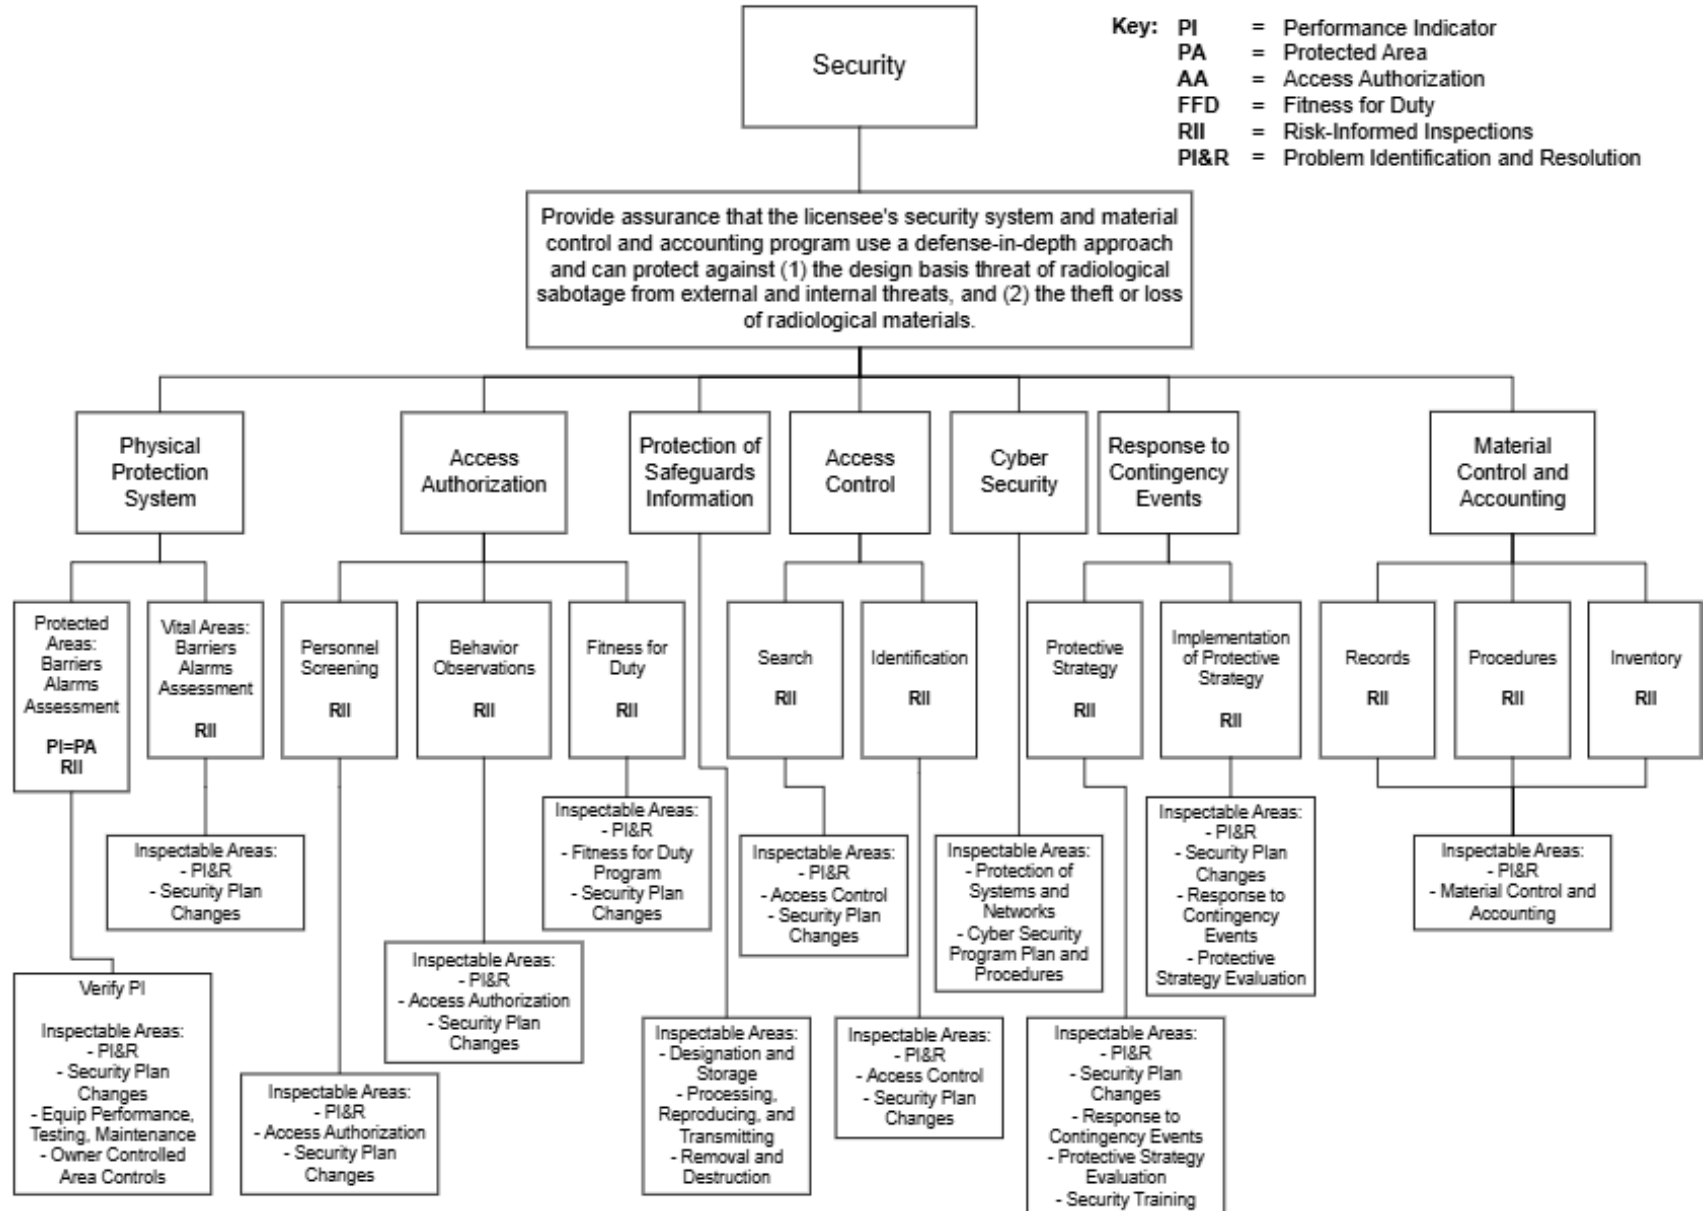 Security
Key: PI = Performance Indicator
PA = Protected Area
AA = Access Authorization
FFD = Fitness for Duty
RII = Risk-Informed Inspections
PI&R = Problem Identification and Resolution
Provide assurance that the licensee's security system and material
control and accounting program use a defense-in-depth approach
and can protect against (1) the design basis threat of radiological
sabotage from external and internal threats, and (2) the theft or loss
of radiological materials.
Physical
Protection
System
Access
Authorization
Protection of
Safeguards
Information
Access
Control
Cyber
Security
Response to
Contingency
Events
Material
Control and
Accounting
Protected
Areas:
Barriers
Alarms
Assessment
PI=PA
RII
Vital Areas:
Barriers
Alarms
Assessment
RII
Personnel
Screening
RII
Behavior
Observations
RII
Fitness for
Duty
RII
Search
RII
Identification
RII
Protective
Strategy
RII
Implementation
of Protective
Strategy
RII
Records
RII
Procedures
RII
Inventory
RII
Verify PI
Inspectable Areas:
- PI&R
- Security Plan
Changes
- Equip Performance,
Testing, Maintenance
- Owner Controlled
Area Controls
Inspectable Areas:
- PI&R
- Security Plan
Changes
Inspectable Areas:
- PI&R
- Access Authorization
- Security Plan
Changes
Inspectable Areas:
- PI&R
- Access Authorization
- Security Plan
Changes
Inspectable Areas:
- PI&R
- Fitness for Duty
Program
- Security Plan
Changes
Inspectable Areas:
- Designation and
Storage
- Processing,
Reproducing, and
Transmitting
- Removal and
Destruction
Inspectable Areas:
- PI&R
- Access Control
- Security Plan
Changes
Inspectable Areas:
- PI&R
- Access Control
- Security Plan
Changes
Inspectable Areas:
- Protection of
Systems and
Networks
- Cyber Security
Program Plan and
Procedures
Inspectable Areas:
- PI&R
- Security Plan
Changes
- Response to
Contingency Events
- Protective Strategy
Evaluation
- Security Training
Inspectable Areas:
- PI&R
- Security Plan
Changes
- Response to
Contingency
Events
- Protective
Strategy Evaluation
Inspectable Areas:
- PI&R
- Material Control and
Accounting